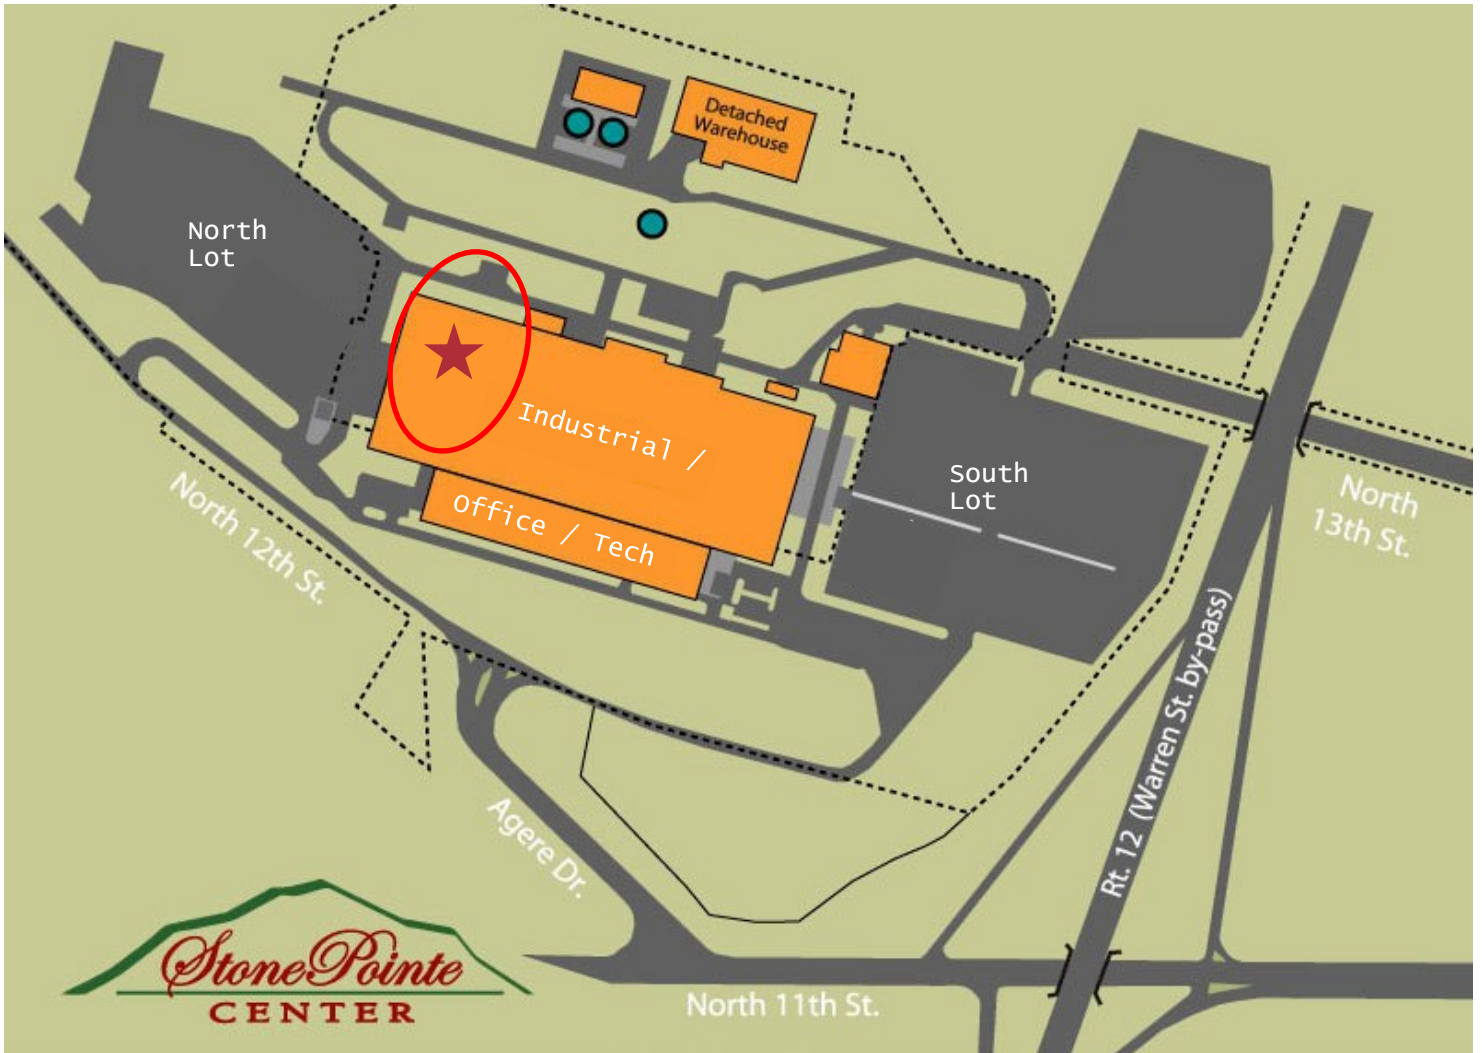 Detached
Warehouse
North
Lot
Industrial /
Office / Tech
South
Lot
North
13th St.
North 12th St.
Rt. 12 (Warren St. by-pass)
Agere Dr.
StonePointe
CENTER
North 11th St.